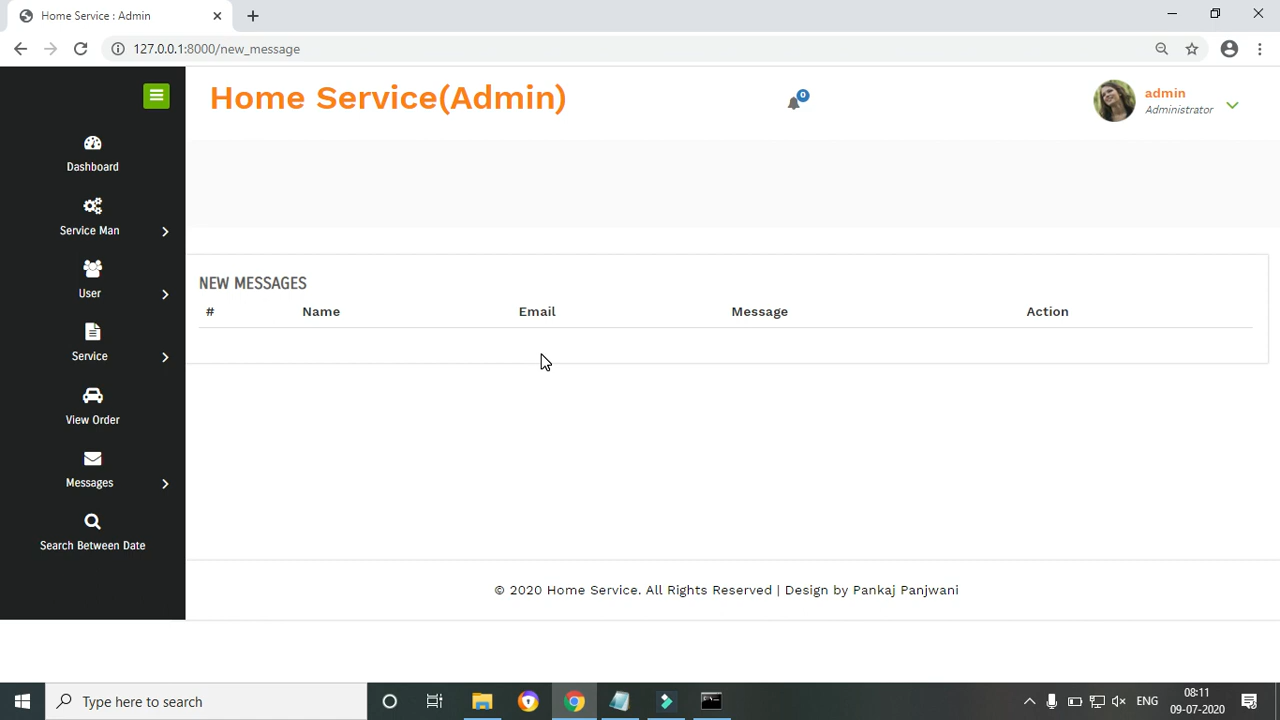 Home Service : Admin
127.0.0.1:8000/new_message
Home Service(Admin)
0
admin
Administrator
Dashboard
Service Man
User
Service
View Order
Messages
Search Between Date
NEW MESSAGES
# Name Email Message Action
© 2020 Home Service. All Rights Reserved | Design by Pankaj Panjwani
Type here to search
ENG
08:11
09-07-2020